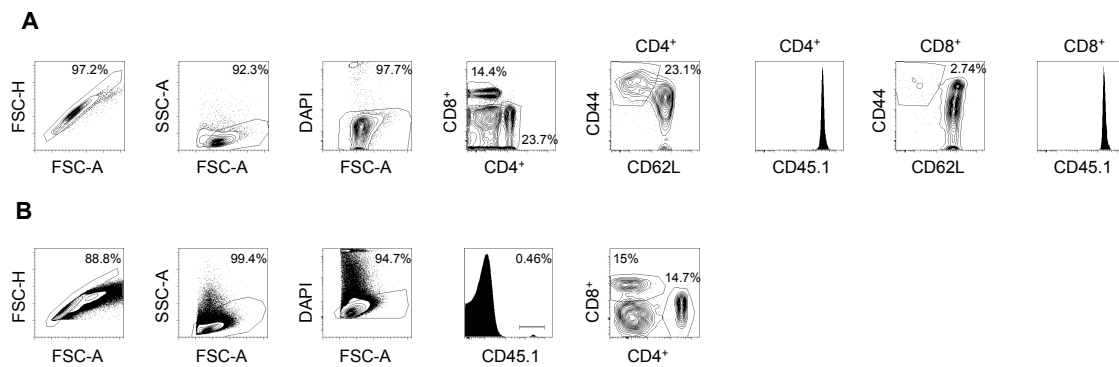 A
CD4⁺ CD4⁺ CD8⁺ CD8⁺
97.2% 92.3% 97.7% 14.4% 23.1% 2.74%
FSC-H SSC-A DAPI CD8⁺ CD44 CD44
23.7%
FSC-A FSC-A FSC-A CD4⁺ CD62L CD45.1 CD62L CD45.1
B
88.8% 99.4% 94.7% 0.46% 15%
14.7%
FSC-H SSC-A DAPI CD8⁺
FSC-A FSC-A FSC-A CD45.1 CD4⁺